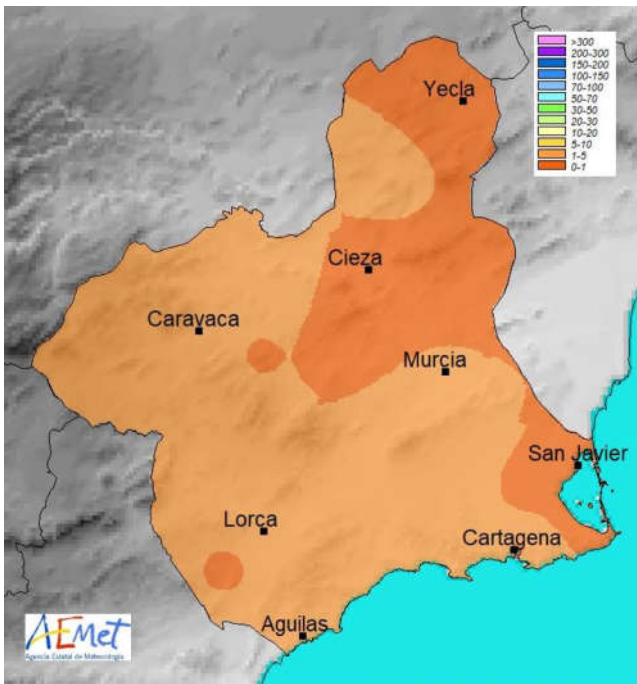 >300
200-300
150-200
100-150
70-100
50-70
30-50
20-30
10-20
5-10
1-5
0-1
Yecla
Cieza
Caravaca
Murcia
San Javier
Lorca
Cartagena
Aguilas
AEMet
Agencia Estatal de Meteorología